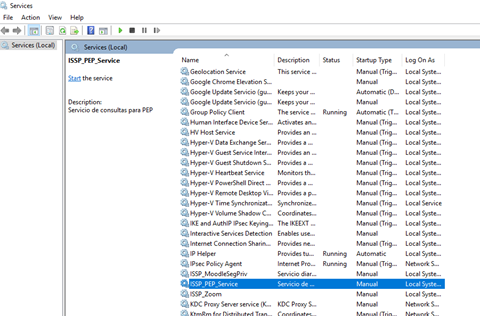 Services
File Action View Help
Services (Local)
Services (Local)
ISSP_PEP_Service
Start the service
Description:
Servicio de consultas para PEP
Name Description Status Startup Type Log On As
Geolocation Service This service ... Manual (Trig... Local Syste...
Google Chrome Elevation S... Manual Local Syste...
Google Update Servicio (gu... Keeps your ... Automatic (D... Local Syste...
Google Update Servicio (gu... Keeps your ... Manual Local Syste...
Group Policy Client The service ... Running Automatic (T... Local Syste...
Human Interface Device Ser... Activates an... Manual (Trig... Local Syste...
HV Host Service Provides an ... Manual (Trig... Local Syste...
Hyper-V Data Exchange Ser... Provides a ... Manual (Trig... Local Syste...
Hyper-V Guest Service Inter... Provides an ... Manual (Trig... Local Syste...
Hyper-V Guest Shutdown S... Provides a ... Manual (Trig... Local Syste...
Hyper-V Heartbeat Service Monitors th... Manual (Trig... Local Syste...
Hyper-V PowerShell Direct ... Provides a ... Manual (Trig... Local Syste...
Hyper-V Remote Desktop Vi... Provides a p... Manual (Trig... Local Syste...
Hyper-V Time Synchronizat... Synchronize... Manual (Trig... Local Service
Hyper-V Volume Shadow C... Coordinates... Manual (Trig... Local Syste...
IKE and AuthIP IPsec Keying... The IKEEXT ... Manual (Trig... Local Syste...
Interactive Services Detection Enables use... Manual Local Syste...
Internet Connection Sharin... Provides ne... Manual (Trig... Local Syste...
IP Helper Provides tu... Running Automatic Local Syste...
IPsec Policy Agent Internet Pro... Running Manual (Trig... Network S...
ISSP_MoodleSegPriv Servicio diar... Manual Local Syste...
ISSP_PEP_Service Servicio de ... Manual Local Syste...
ISSP_Zoom Manual Local Syste...
KDC Proxy Server service (K... KDC Proxy S... Manual Network S...
KtmRm for Distributed Tran... Coordinates... Manual (Trig... Network S...